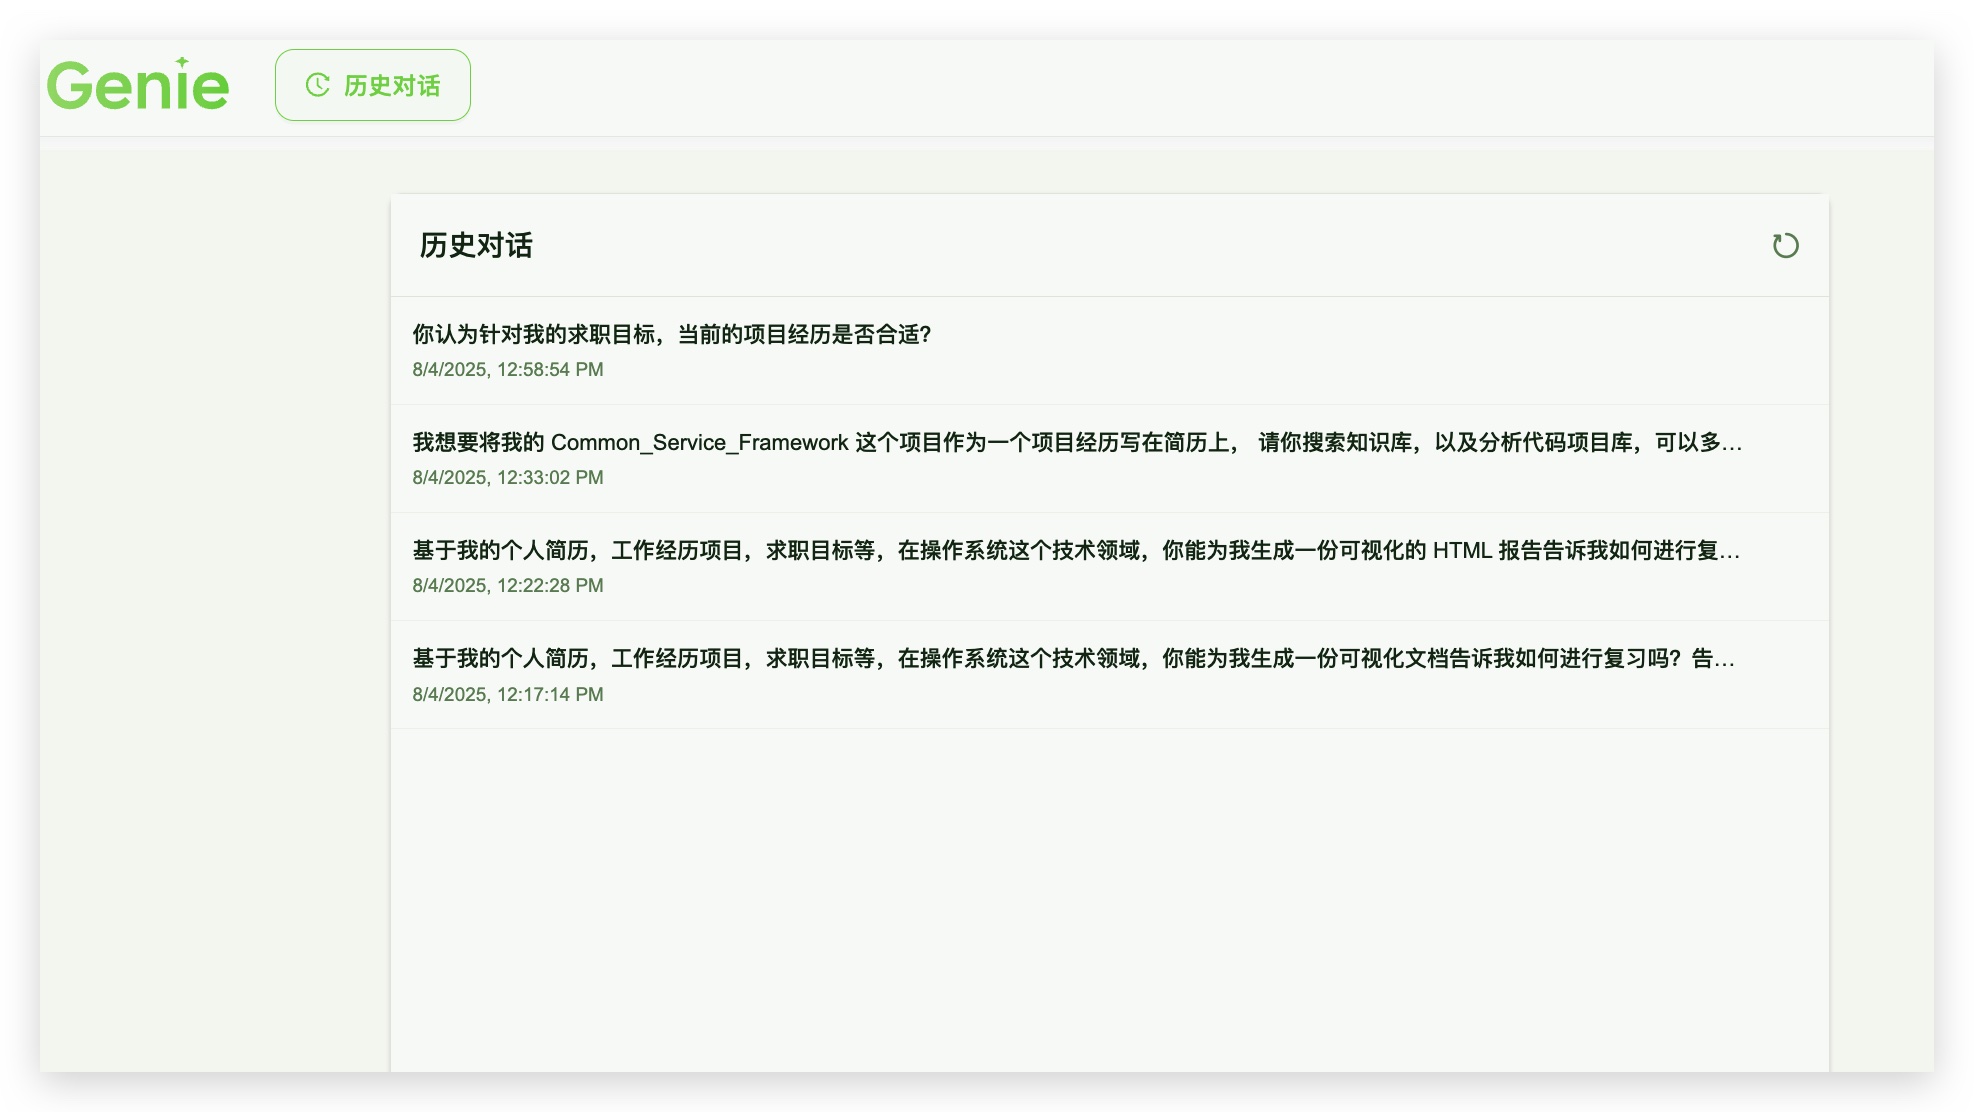 Genie
历史对话
历史对话
你认为针对我的求职目标，当前的项目经历是否合适？
8/4/2025, 12:58:54 PM
我想要将我的 Common_Service_Framework 这个项目作为一个项目经历写在简历上， 请你搜索知识库，以及分析代码项目库，可以多…
8/4/2025, 12:33:02 PM
基于我的个人简历，工作经历项目，求职目标等，在操作系统这个技术领域，你能为我生成一份可视化的 HTML 报告告诉我如何进行复…
8/4/2025, 12:22:28 PM
基于我的个人简历，工作经历项目，求职目标等，在操作系统这个技术领域，你能为我生成一份可视化文档告诉我如何进行复习吗？告…
8/4/2025, 12:17:14 PM